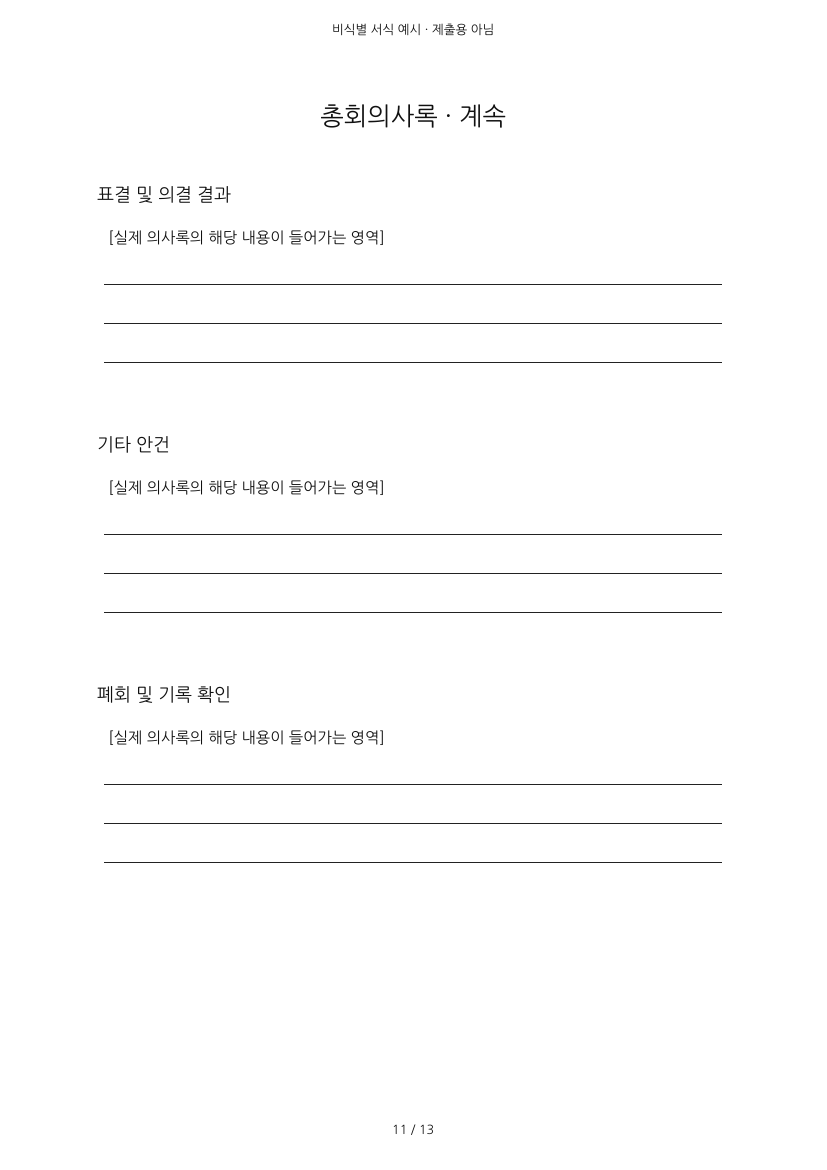 비식별 서식 예시 · 제출용 아님
총회의사록 · 계속
표결 및 의결 결과
[실제 의사록의 해당 내용이 들어가는 영역]
기타 안건
[실제 의사록의 해당 내용이 들어가는 영역]
폐회 및 기록 확인
[실제 의사록의 해당 내용이 들어가는 영역]
11 / 13